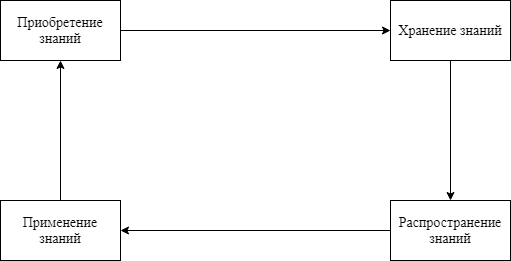 Приобретение
знаний
Хранение знаний
Применение
знаний
Распространение
знаний